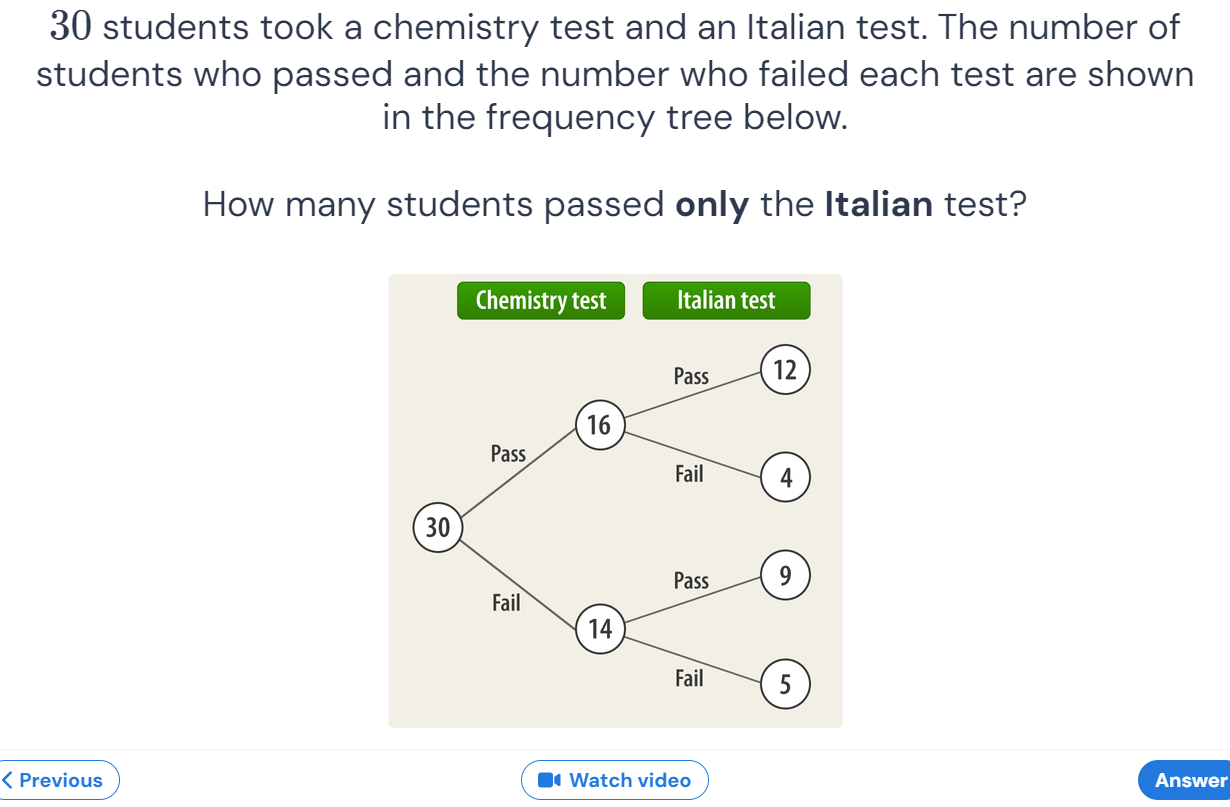 30 students took a chemistry test and an Italian test. The number of
students who passed and the number who failed each test are shown
in the frequency tree below.
How many students passed only the Italian test?
Chemistry test
Italian test
Pass
12
16
Pass
Fail
4
30
Pass
9
Fail
14
Fail
5
Previous
Watch video
Answer